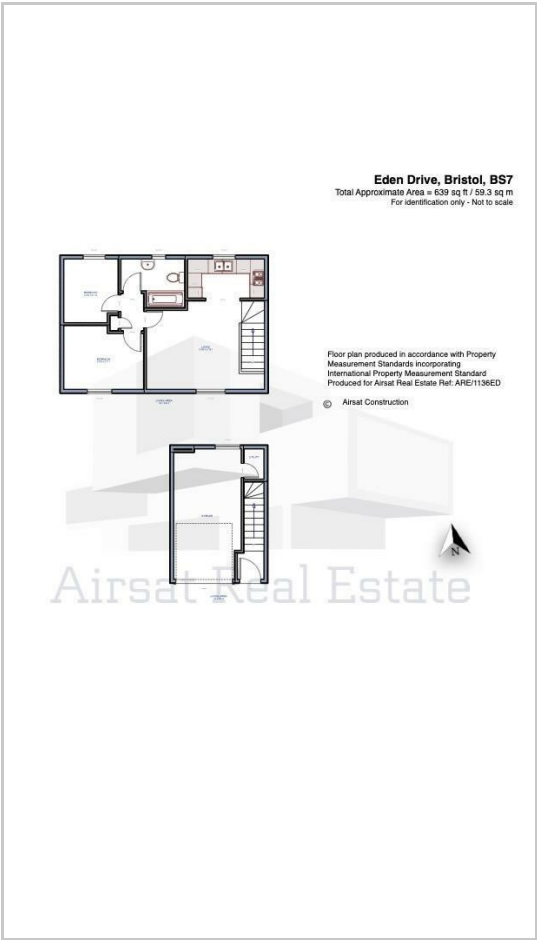 Eden Drive, Bristol, BS7
Total Approximate Area = 639 sq ft / 59.3 sq m
For identification only - Not to scale
Floor plan produced in accordance with Property
Measurement Standards incorporating
International Property Measurement Standard
Produced for Airsat Real Estate Ref: ARE/1136ED
© Airsat Construction
N
Airsat Real Estate